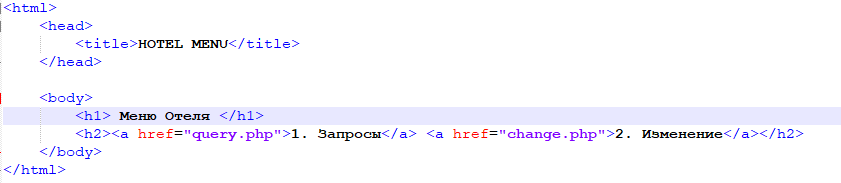 <html>
<head>
<title>HOTEL MENU</title>
</head>
<body>
<h1> Меню Отеля </h1>
<h2><a href="query.php">1. Запросы</a> <a href="change.php">2. Изменение</a></h2>
</body>
</html>